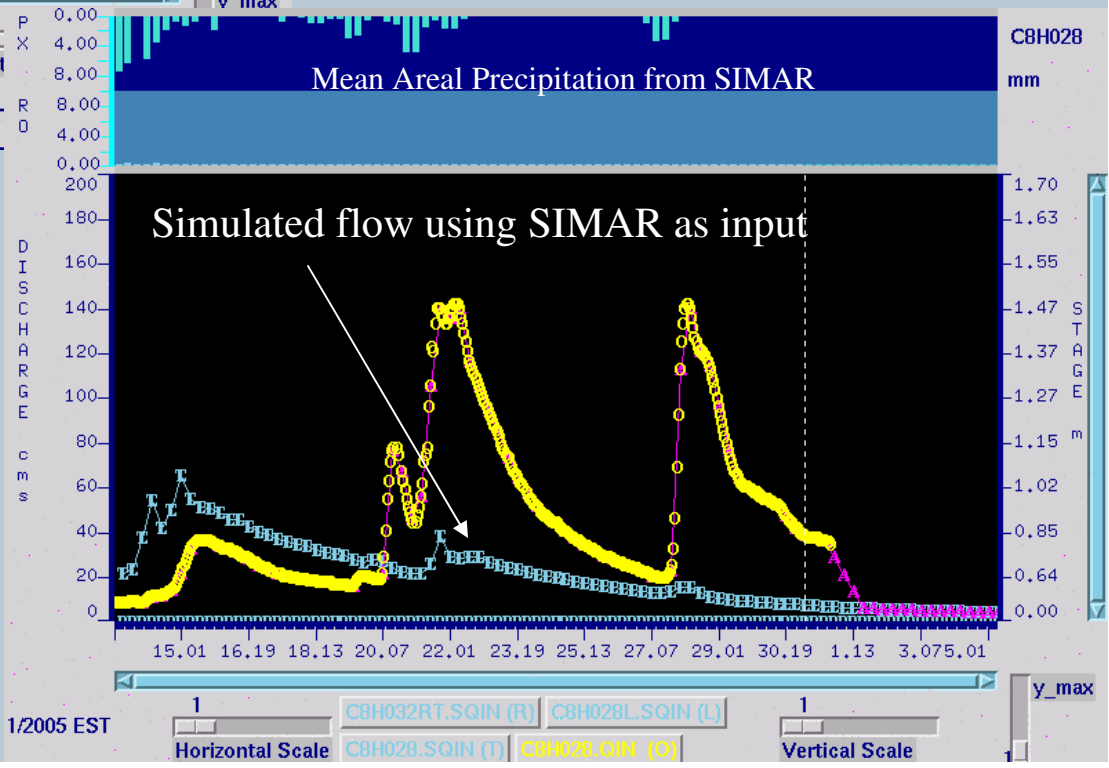 y_max
P X
0.00
4.00
8.00
C8H028
mm
Mean Areal Precipitation from SIMAR
R O
8.00
4.00
0.00
DISCHARGE cms
200
180
160
140
120
100
80
60
40
20
0
Simulated flow using SIMAR as input
1.70
1.63
1.55
1.47
1.37
1.27
1.15
1.02
0.85
0.64
0.00
STAGE m
15.01 16.19 18.13 20.07 22.01 23.19 25.13 27.07 29.01 30.19 1.13 3.075.01
1/2005 EST
1
Horizontal Scale
C8H032RT.SQIN (R) C8H028L.SQIN (L)
C8H028.SQIN (T) C8H028.QIN (O)
1
Vertical Scale
y_max
1